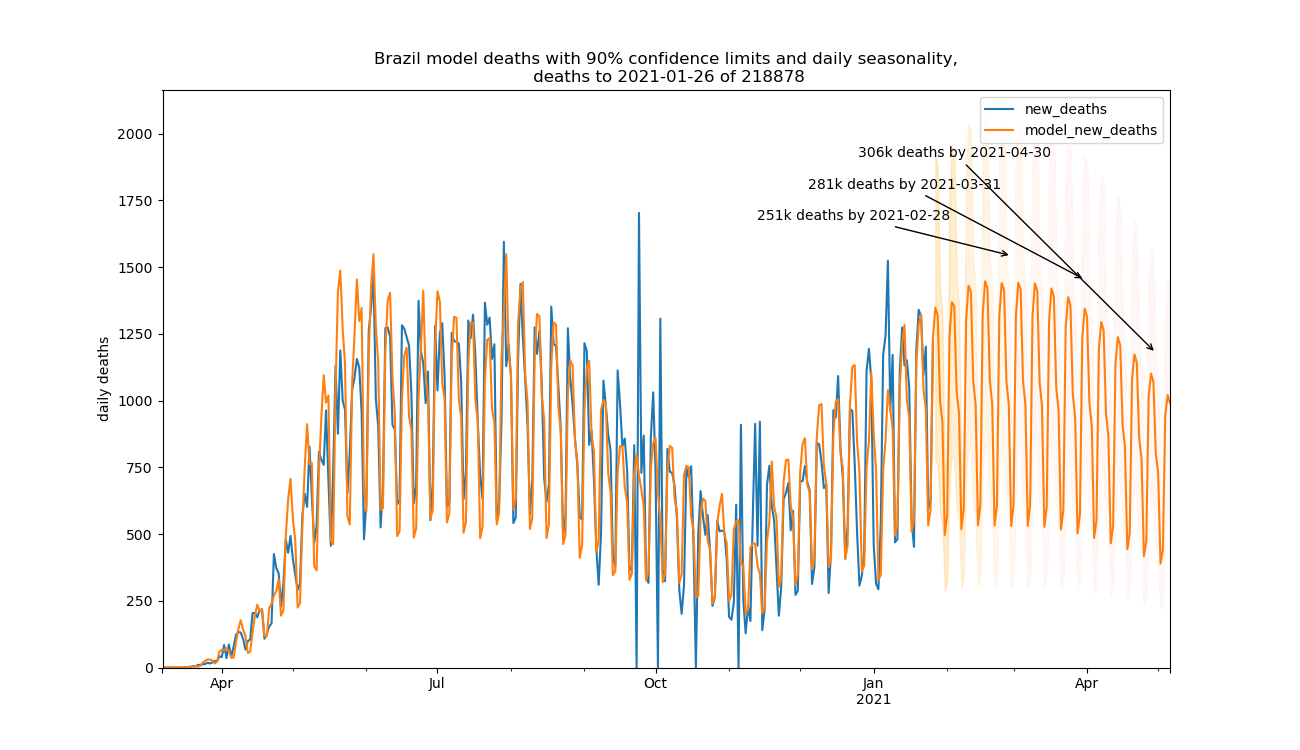 Brazil model deaths with 90% confidence limits and daily seasonality,
deaths to 2021-01-26 of 218878
new_deaths
model_new_deaths
306k deaths by 2021-04-30
281k deaths by 2021-03-31
251k deaths by 2021-02-28
daily deaths
2000
1750
1500
1250
1000
750
500
250
0
Apr
Jul
Oct
Jan
2021
Apr